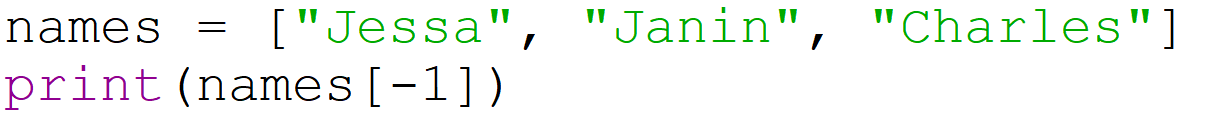 names = ["Jessa", "Janin", "Charles"]
print(names[-1])